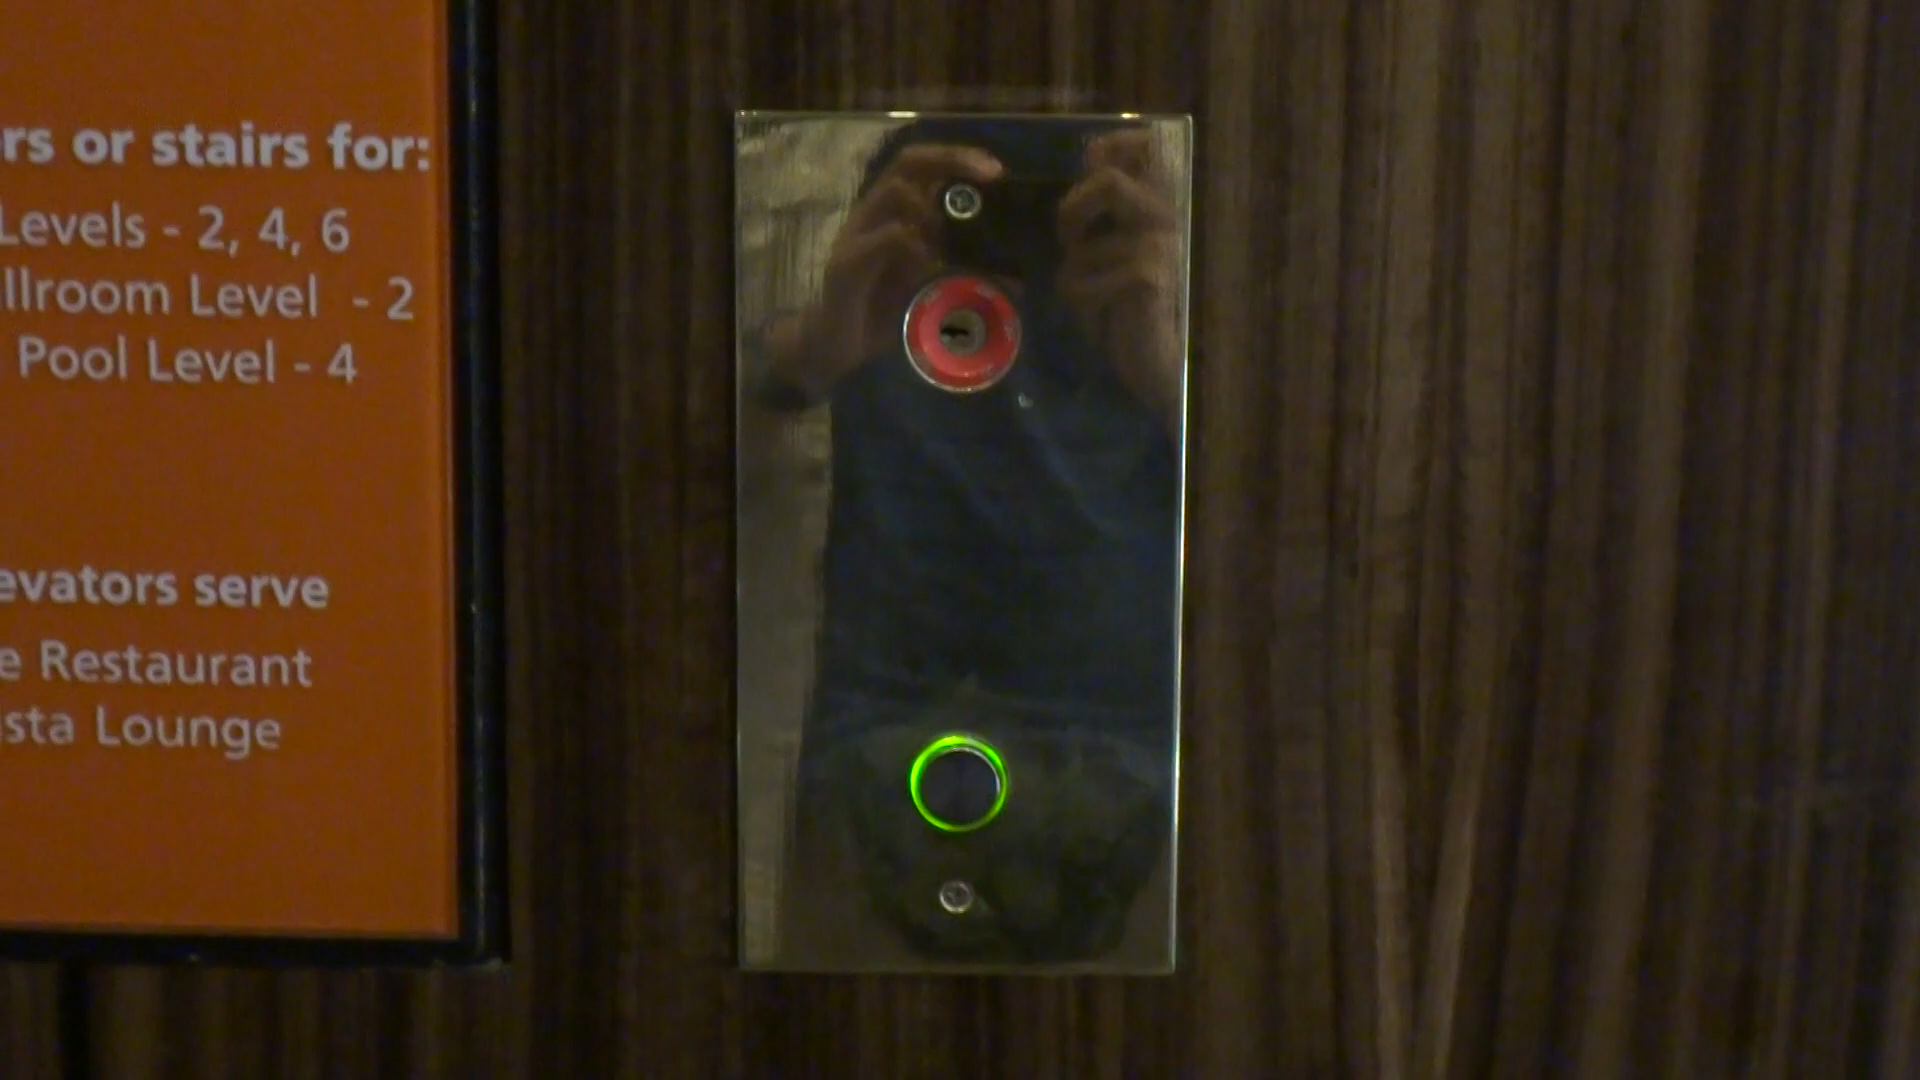 rs or stairs for:
Levels - 2, 4, 6
llroom Level - 2
Pool Level - 4
evators serve
e Restaurant
sta Lounge